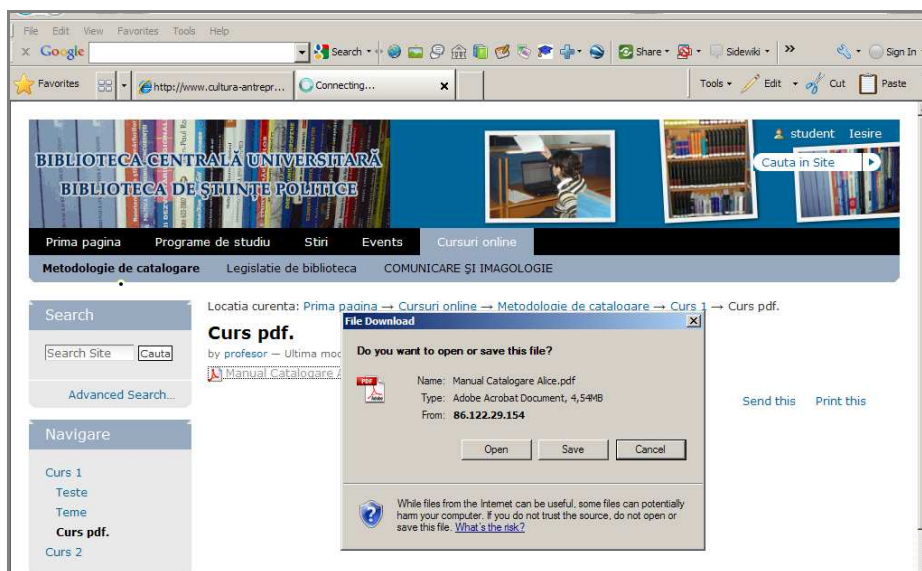 File Edit View Favorites Tools Help
x Google Search Share Sidewiki » Sign In
Favorites http://www.cultura-antrepr... Connecting... x Tools Edit Cut Paste
student Iesire
BIBLIOTECA CENTRALĂ UNIVERSITARĂ
BIBLIOTECA DE ȘTIINȚE POLITICE
Cauta in Site
Prima pagina Programe de studiu Stiri Events Cursuri online
Metodologie de catalogare Legislatie de biblioteca COMUNICARE ȘI IMAGOLOGIE
Search
Search Site Cauta
Advanced Search...
Navigare
Curs 1
Teste
Teme
Curs pdf.
Curs 2
Locatia curenta: Prima pagina → Cursuri online → Metodologie de catalogare → Curs 1 → Curs pdf.
Curs pdf.
by profesor — Ultima mod
Manual Catalogare A
Send this Print this
File Download
Do you want to open or save this file?
PDF
Adobe
Name: Manual Catalogare Alice.pdf
Type: Adobe Acrobat Document, 4,54MB
From: 86.122.29.154
Open Save Cancel
While files from the Internet can be useful, some files can potentially
harm your computer. If you do not trust the source, do not open or
save this file. What's the risk?